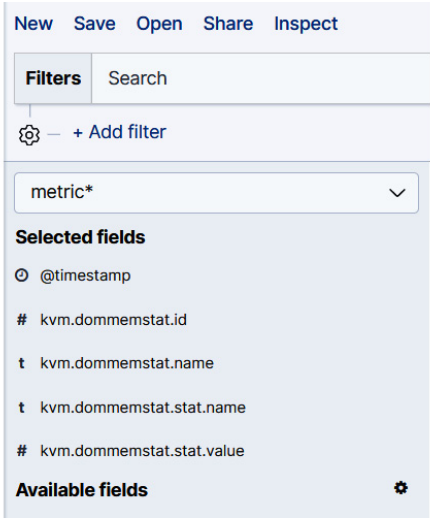 New Save Open Share Inspect
Filters Search
+ Add filter
metric*
Selected fields
@timestamp
# kvm.dommemstat.id
t kvm.dommemstat.name
t kvm.dommemstat.stat.name
# kvm.dommemstat.stat.value
Available fields